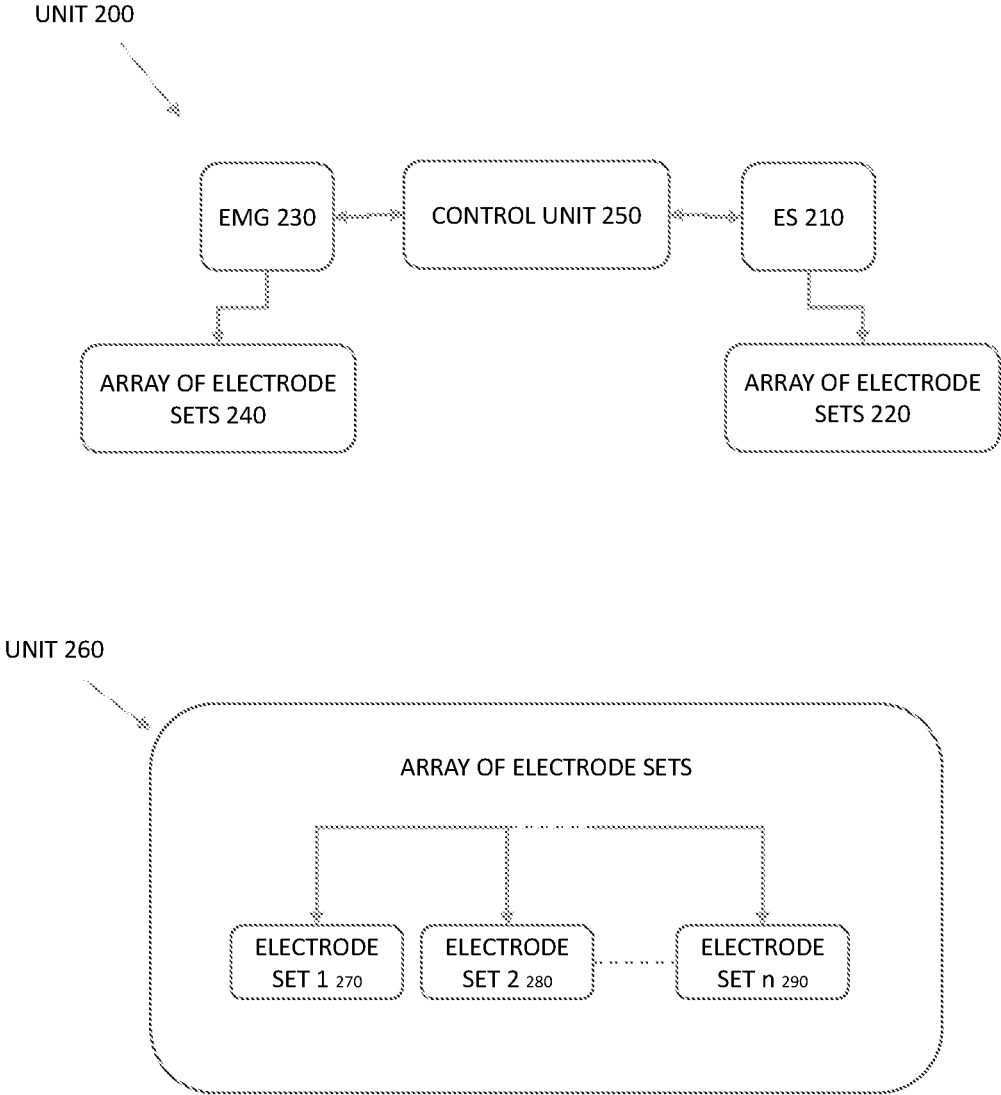 UNIT 200
EMG 230
CONTROL UNIT 250
ES 210
ARRAY OF ELECTRODE
SETS 240
ARRAY OF ELECTRODE
SETS 220
UNIT 260
ARRAY OF ELECTRODE SETS
ELECTRODE
SET 1 270
ELECTRODE
SET 2 280
ELECTRODE
SET n 290